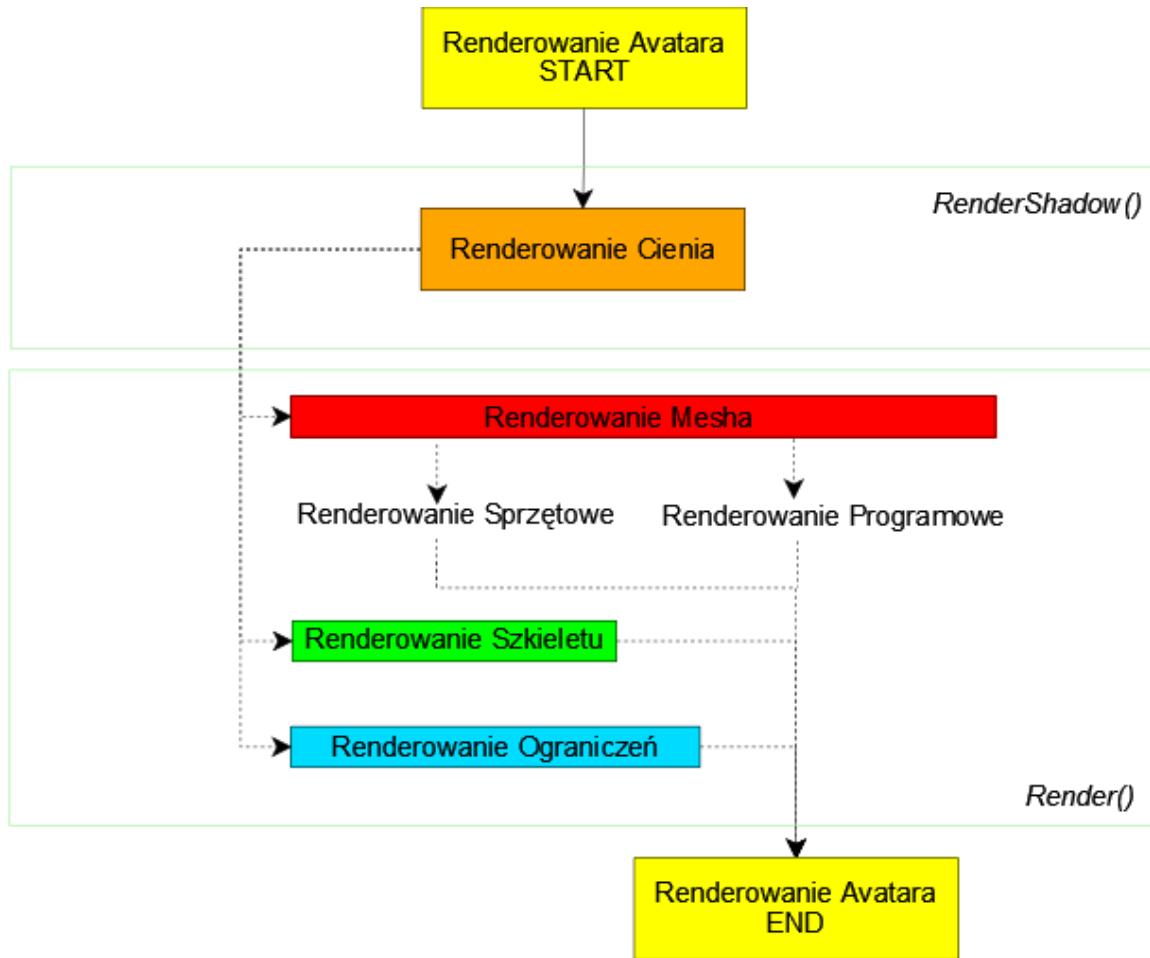 Renderowanie Avatara
START
RenderShadow()
Renderowanie Cienia
Renderowanie Mesha
Renderowanie Sprzętowe
Renderowanie Programowe
Renderowanie Szkieletu
Renderowanie Ograniczeń
Render()
Renderowanie Avatara
END